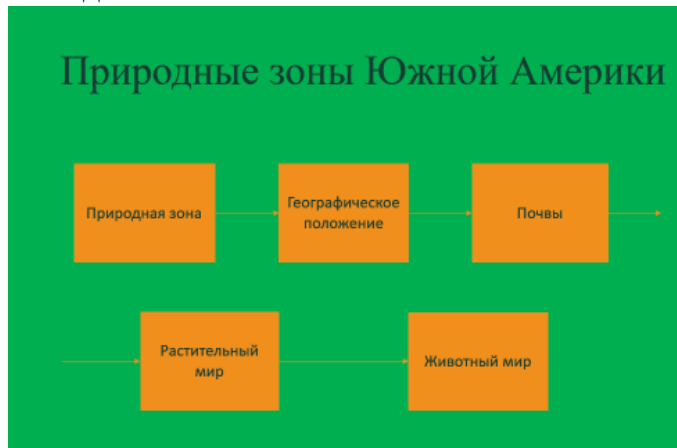 Природные зоны Южной Америки
Природная зона
Географическое
положение
Почвы
Растительный
мир
Животный мир